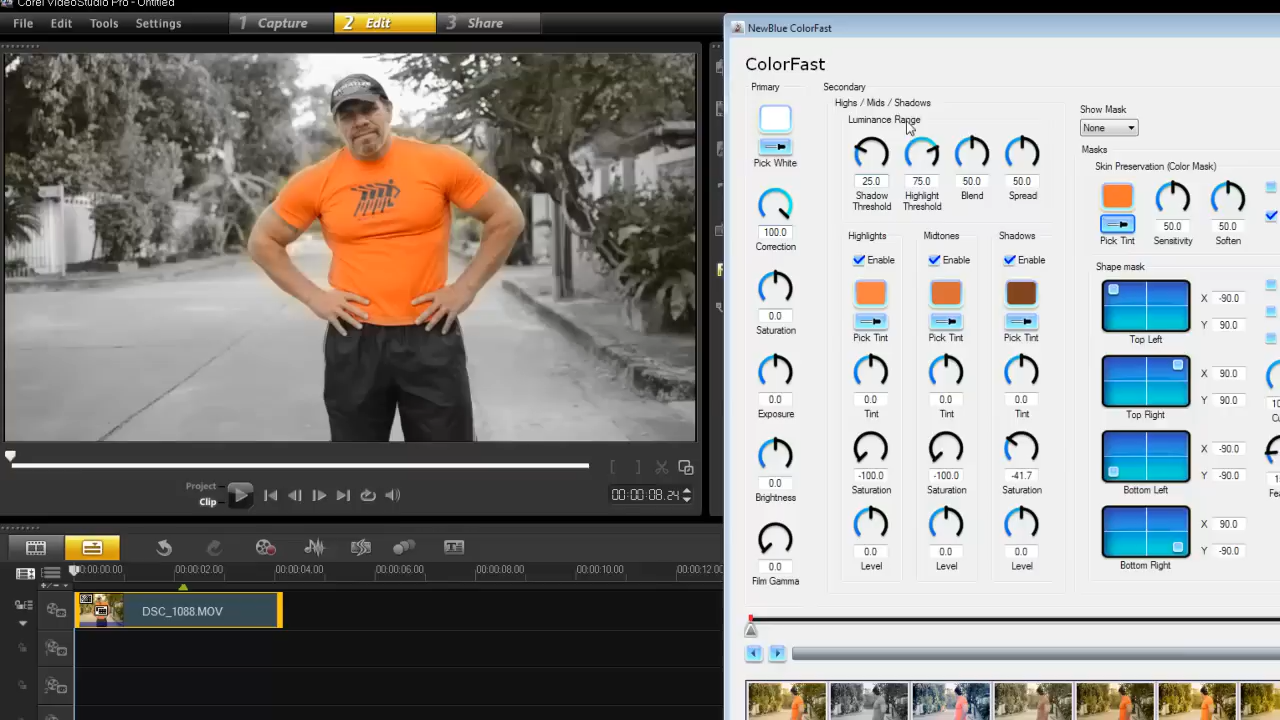 Corel VideoStudio Pro - Untitled
File Edit Tools Settings 1 Capture 2 Edit 3 Share
NewBlue ColorFast
ColorFast
Primary
Secondary
Highs / Mids / Shadows
Luminance Range
Show Mask
None
Pick White
25.0 75.0 50.0 50.0
Shadow Threshold
Highlight Threshold
Blend
Spread
Masks
Skin Preservation (Color Mask)
50.0 50.0
Pick Tint Sensitivity Soften
100.0
Correction
Highlights Midtones Shadows
Enable Enable Enable
Shape mask
0.0
Saturation
Pick Tint Pick Tint Pick Tint
X -90.0
Y 90.0
Top Left
0.0
Exposure
0.0 0.0 0.0
Tint Tint Tint
X 90.0
Y 90.0
Top Right
0.0
Brightness
-100.0 -100.0 -41.7
Saturation Saturation Saturation
X -90.0
Y -90.0
Bottom Left
0.0
Film Gamma
0.0 0.0 0.0
Level Level Level
X 90.0
Y -90.0
Bottom Right
Project
Clip
00:00:08.24
00:00:00.00 00:00:02.00 00:00:04.00 00:00:06.00 00:00:08.00 00:00:10.00 00:00:12.00
DSC_1088.MOV